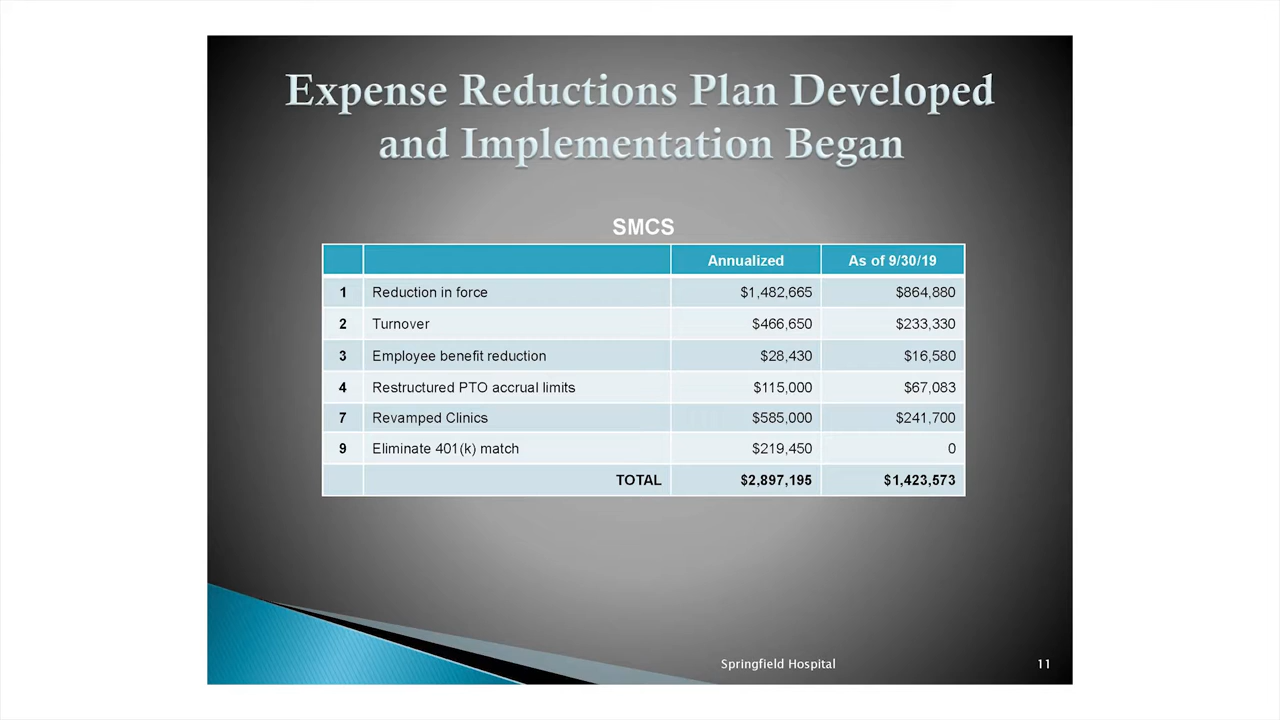 Expense Reductions Plan Developed
and Implementation Began
SMCS
Annualized As of 9/30/19
1 Reduction in force $1,482,665 $864,880
2 Turnover $466,650 $233,330
3 Employee benefit reduction $28,430 $16,580
4 Restructured PTO accrual limits $115,000 $67,083
7 Revamped Clinics $585,000 $241,700
9 Eliminate 401(k) match $219,450 0
TOTAL $2,897,195 $1,423,573
Springfield Hospital 11